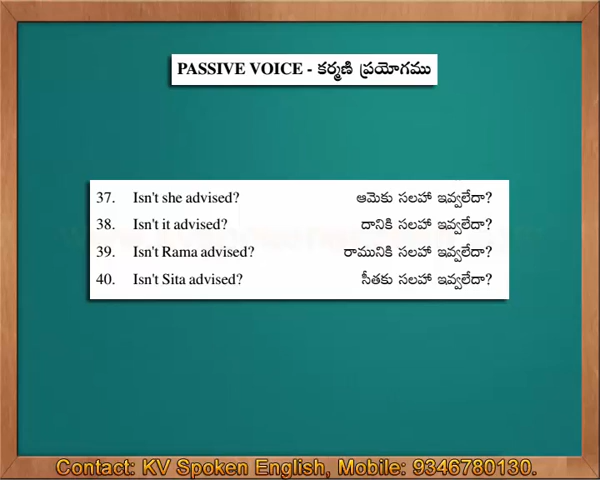 PASSIVE VOICE - కర్మణి ప్రయోగము
37. Isn't she advised? ఆమెకు సలహా ఇవ్వలేదా?
38. Isn't it advised? దానికి సలహా ఇవ్వలేదా?
39. Isn't Rama advised? రామునికి సలహా ఇవ్వలేదా?
40. Isn't Sita advised? సీతకు సలహా ఇవ్వలేదా?
Contact: KV Spoken English, Mobile: 9346780130.